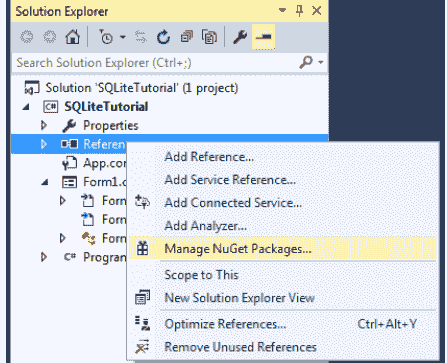 Solution Explorer
Search Solution Explorer (Ctrl+;)
Solution 'SQLiteTutorial' (1 project)
C# SQLiteTutorial
Properties
Referen
App.con
Form1.c
Form
Form
Form
C# Program
Add Reference...
Add Service Reference...
Add Connected Service...
Add Analyzer...
Manage NuGet Packages...
Scope to This
New Solution Explorer View
Optimize References... Ctrl+Alt+Y
Remove Unused References